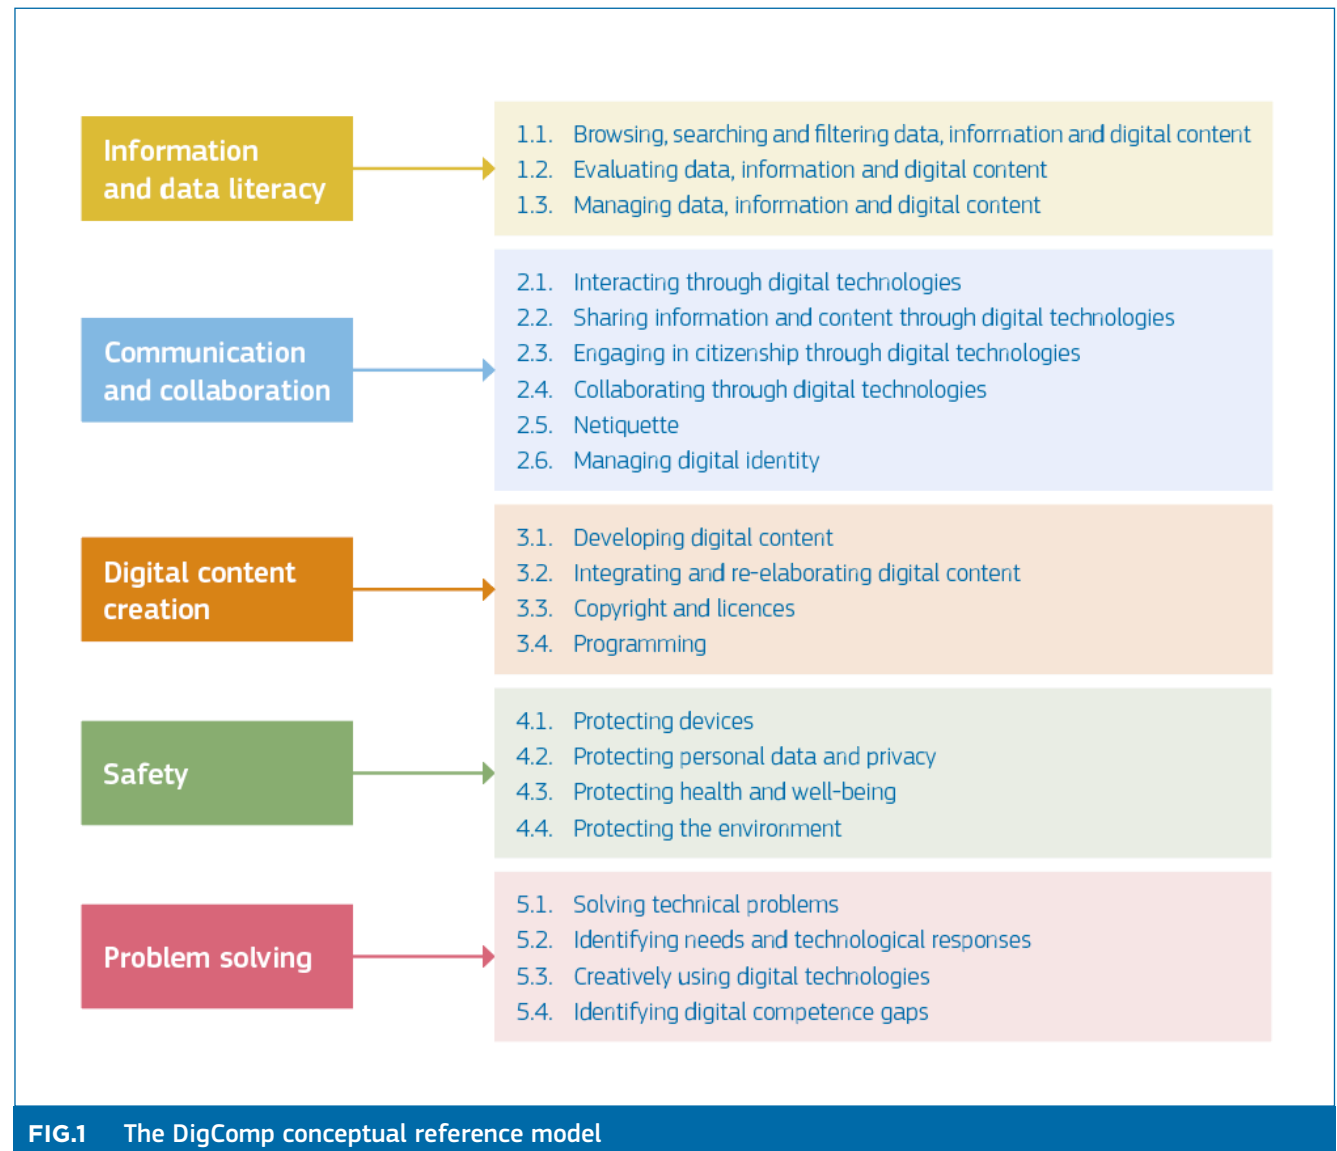 Information
and data literacy
1.1. Browsing, searching and filtering data, information and digital content
1.2. Evaluating data, information and digital content
1.3. Managing data, information and digital content
Communication
and collaboration
2.1. Interacting through digital technologies
2.2. Sharing information and content through digital technologies
2.3. Engaging in citizenship through digital technologies
2.4. Collaborating through digital technologies
2.5. Netiquette
2.6. Managing digital identity
Digital content
creation
3.1. Developing digital content
3.2. Integrating and re-elaborating digital content
3.3. Copyright and licences
3.4. Programming
Safety
4.1. Protecting devices
4.2. Protecting personal data and privacy
4.3. Protecting health and well-being
4.4. Protecting the environment
Problem solving
5.1. Solving technical problems
5.2. Identifying needs and technological responses
5.3. Creatively using digital technologies
5.4. Identifying digital competence gaps
FIG.1 The DigComp conceptual reference model